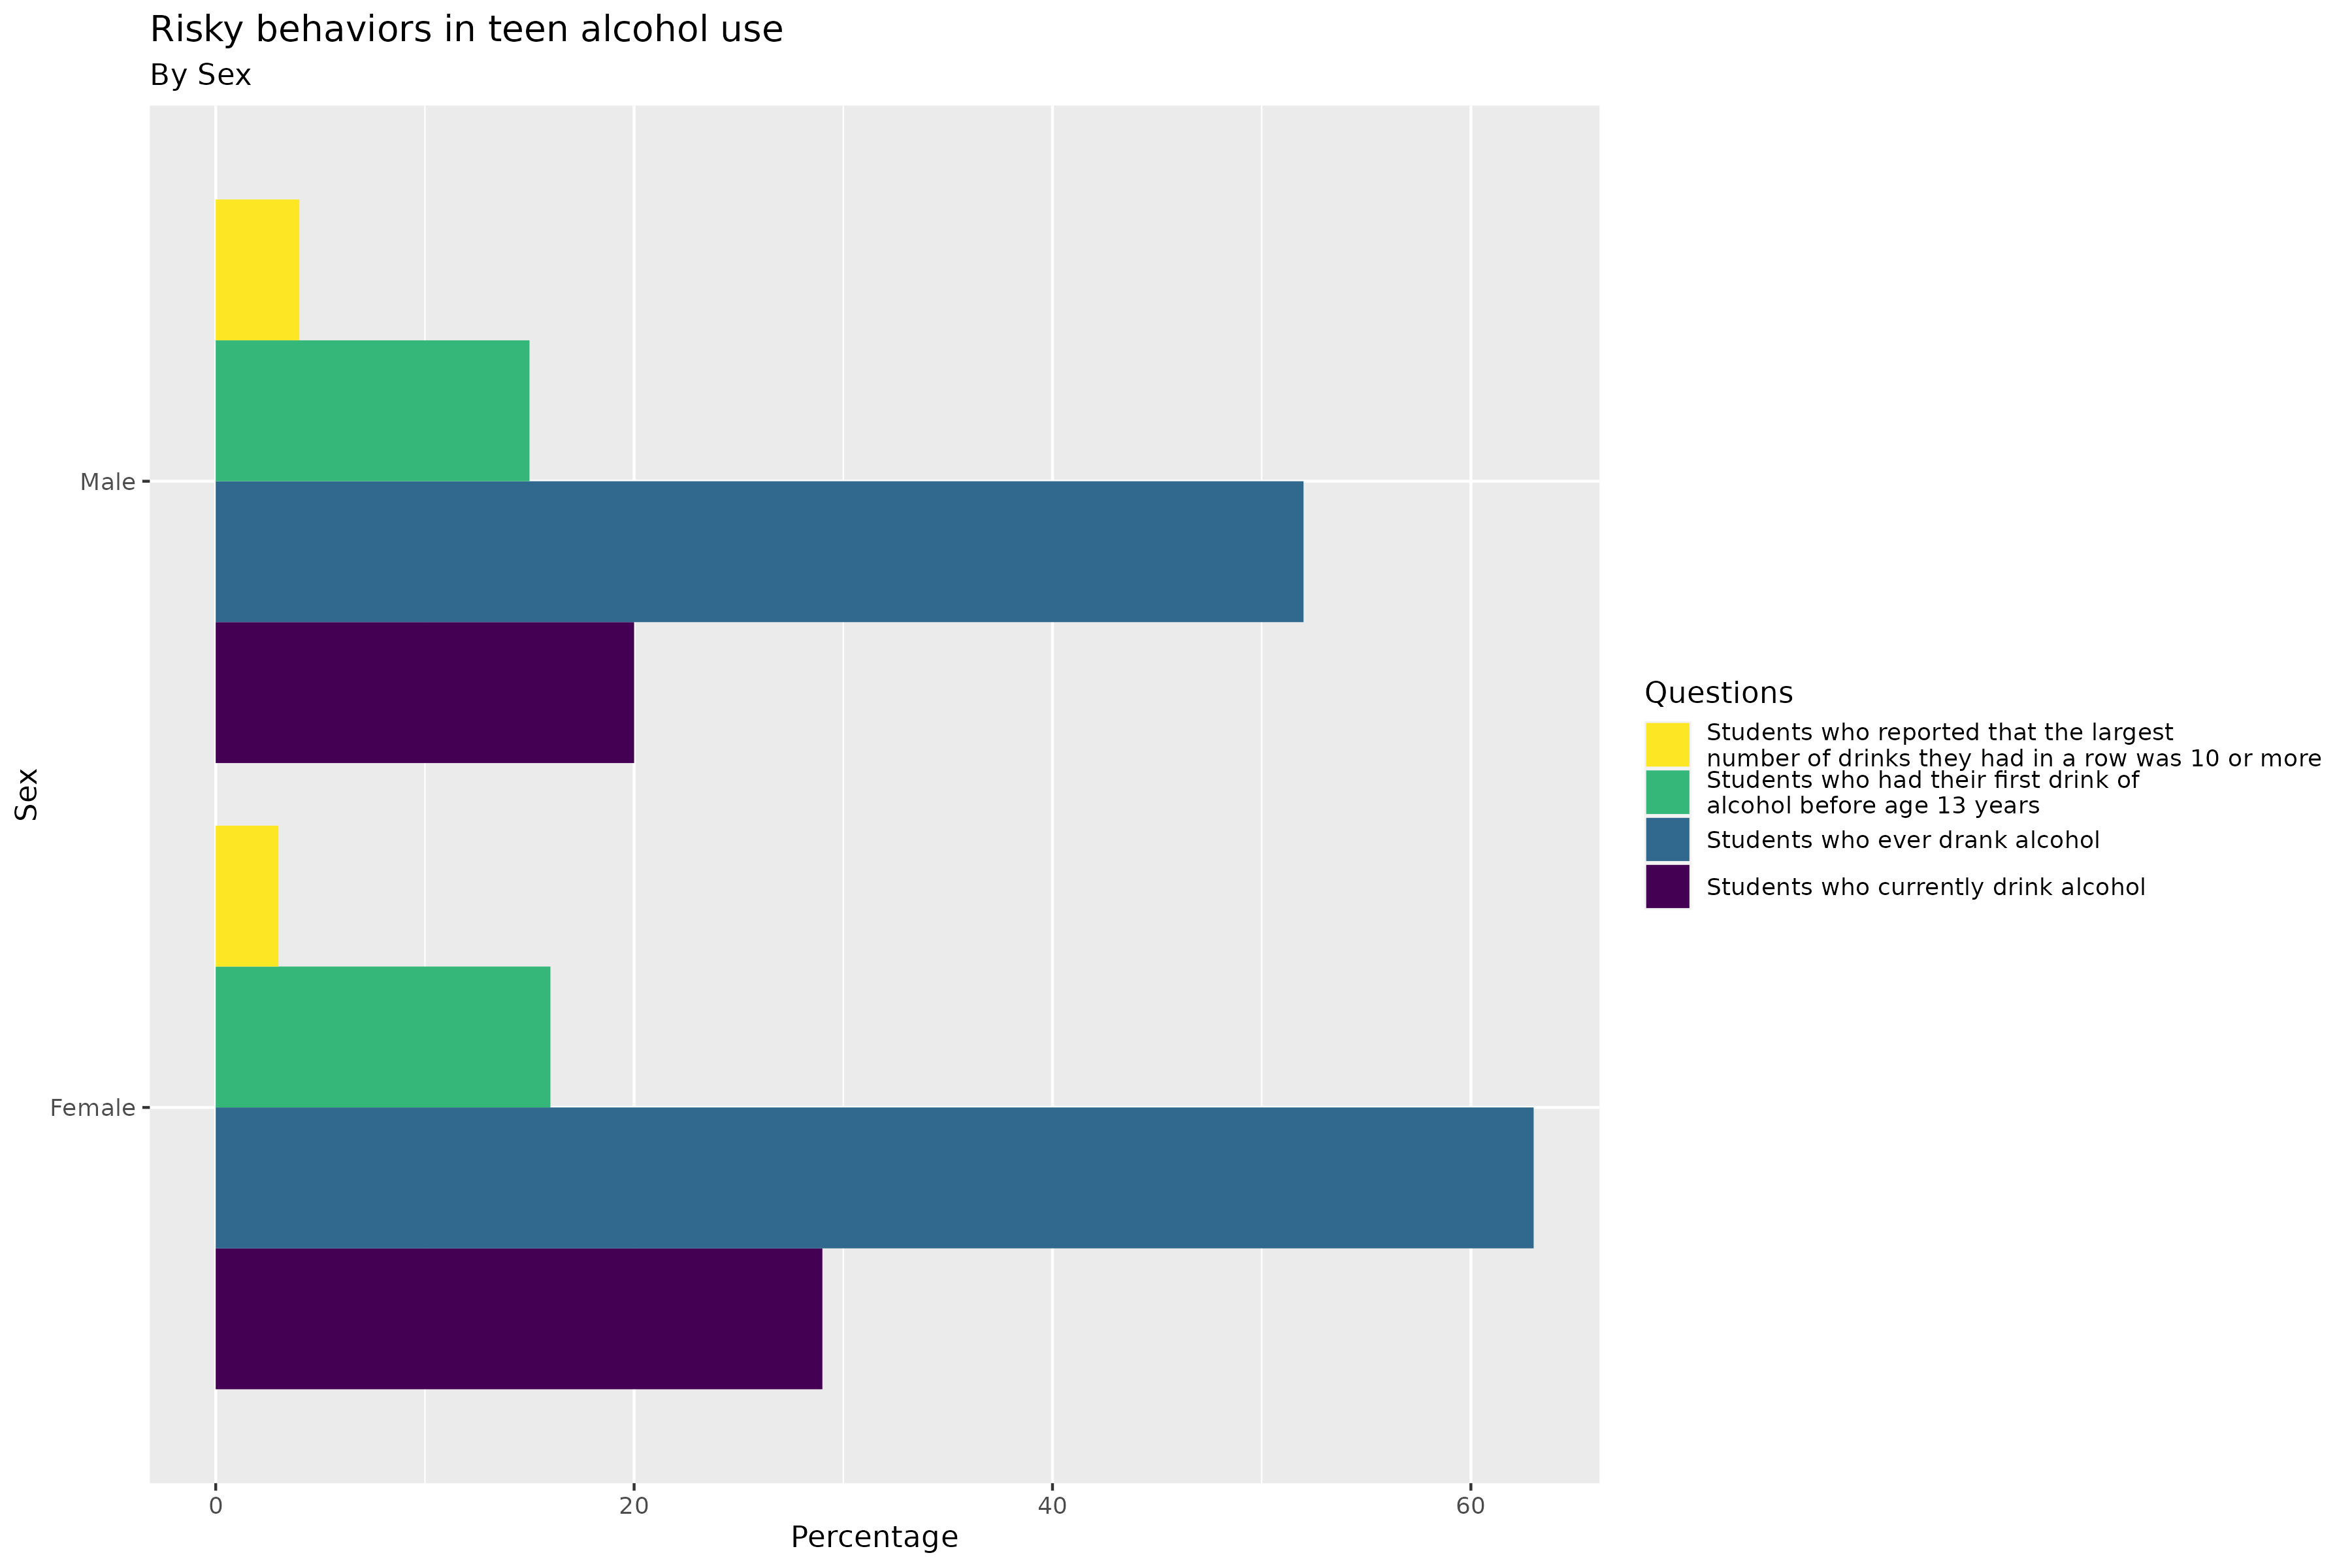 Risky behaviors in teen alcohol use
By Sex
Sex
Male
Female
0 20 40 60
Percentage
Questions
Students who reported that the largest
number of drinks they had in a row was 10 or more
Students who had their first drink of
alcohol before age 13 years
Students who ever drank alcohol
Students who currently drink alcohol